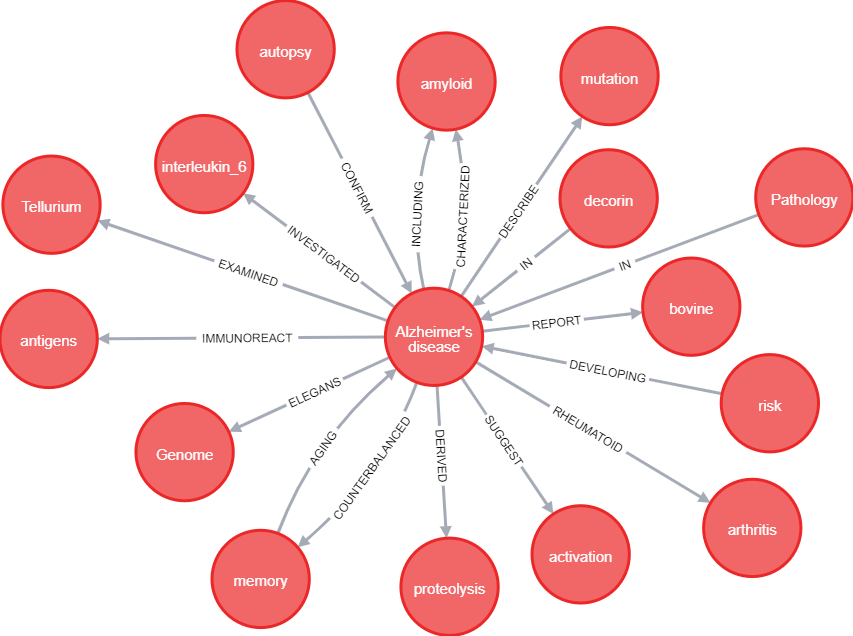 autopsy
amyloid
mutation
interleukin_6
CONFIRM
INCLUDING
CHARACTERIZED
DESCRIBE
decorin
Pathology
Tellurium
INVESTIGATED
EXAMINED
IN
IN
antigens
IMMUNOREACT
Alzheimer's
disease
REPORT
bovine
DEVELOPING
risk
ELEGANS
Genome
AGING
COUNTERBALANCED
DERIVED
SUGGEST
RHEUMATOID
arthritis
memory
proteolysis
activation